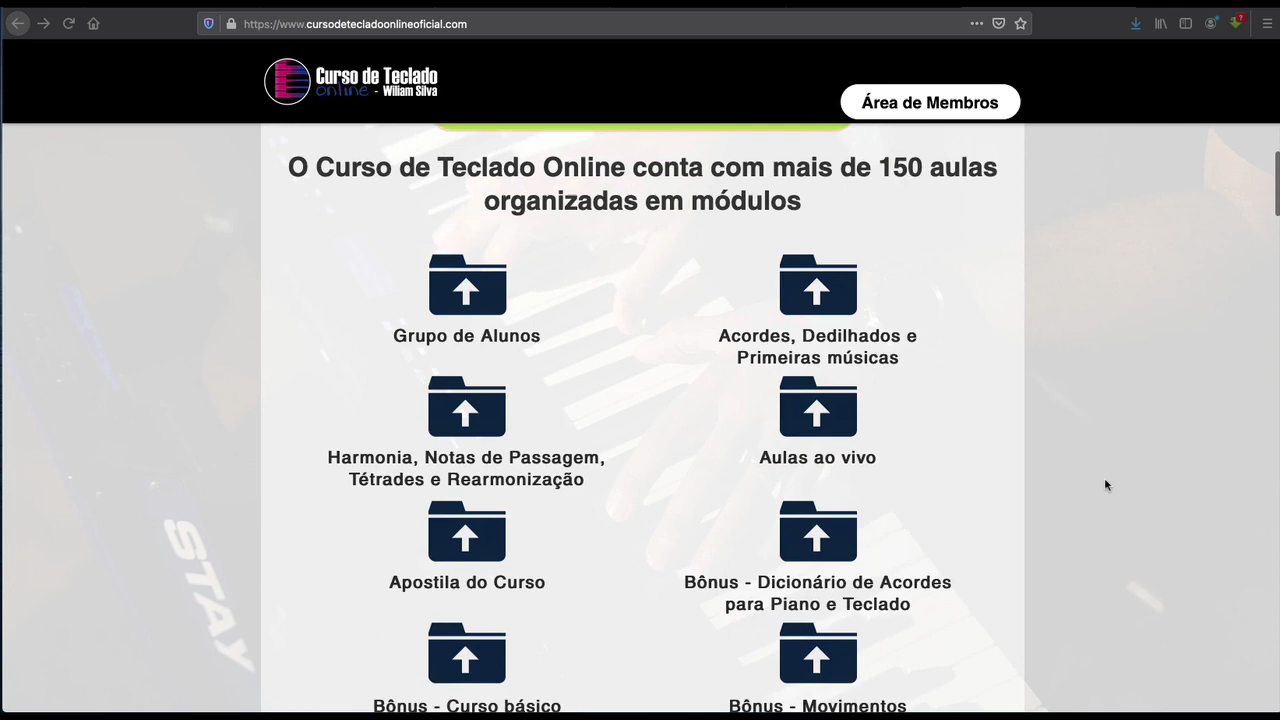 https://www.cursodetecladoonlineoficial.com
Curso de Teclado
online - Wiliam Silva
Área de Membros
O Curso de Teclado Online conta com mais de 150 aulas
organizadas em módulos
Grupo de Alunos
Acordes, Dedilhados e
Primeiras músicas
Harmonia, Notas de Passagem,
Tétrades e Rearmonização
Aulas ao vivo
Apostila do Curso
Bônus - Dicionário de Acordes
para Piano e Teclado
Bônus - Curso básico
Bônus - Movimentos
STAY